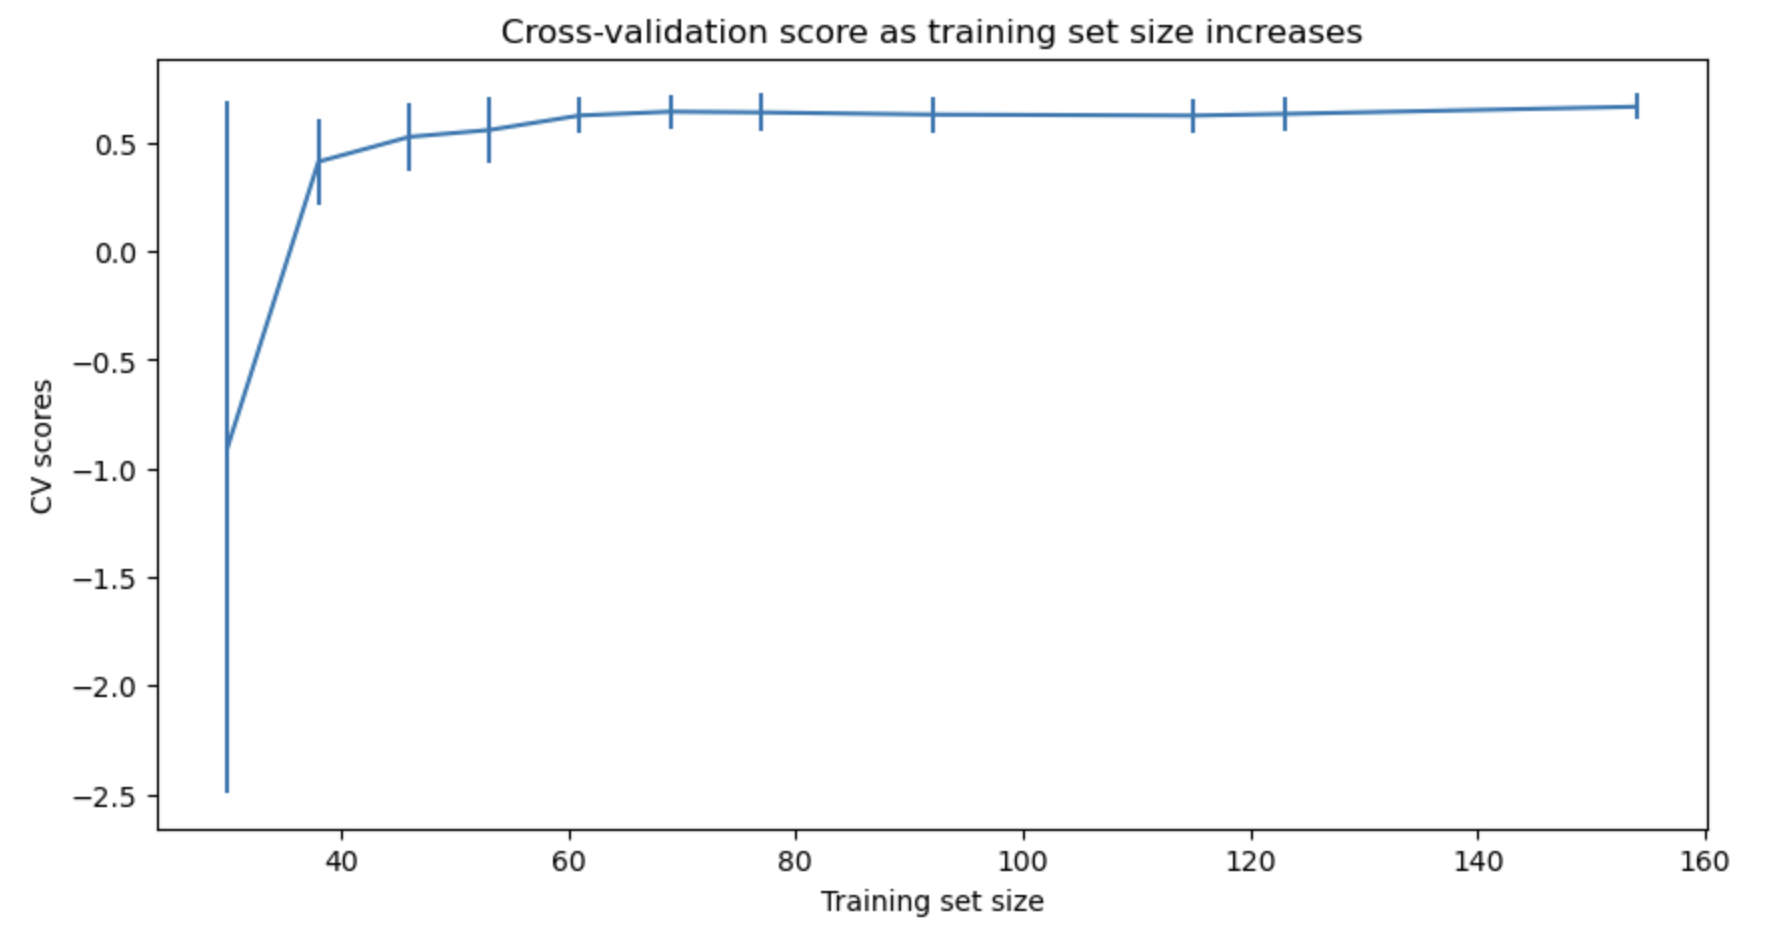 Cross-validation score as training set size increases
CV scores
0.5
0.0
−0.5
−1.0
−1.5
−2.0
−2.5
40 60 80 100 120 140 160
Training set size